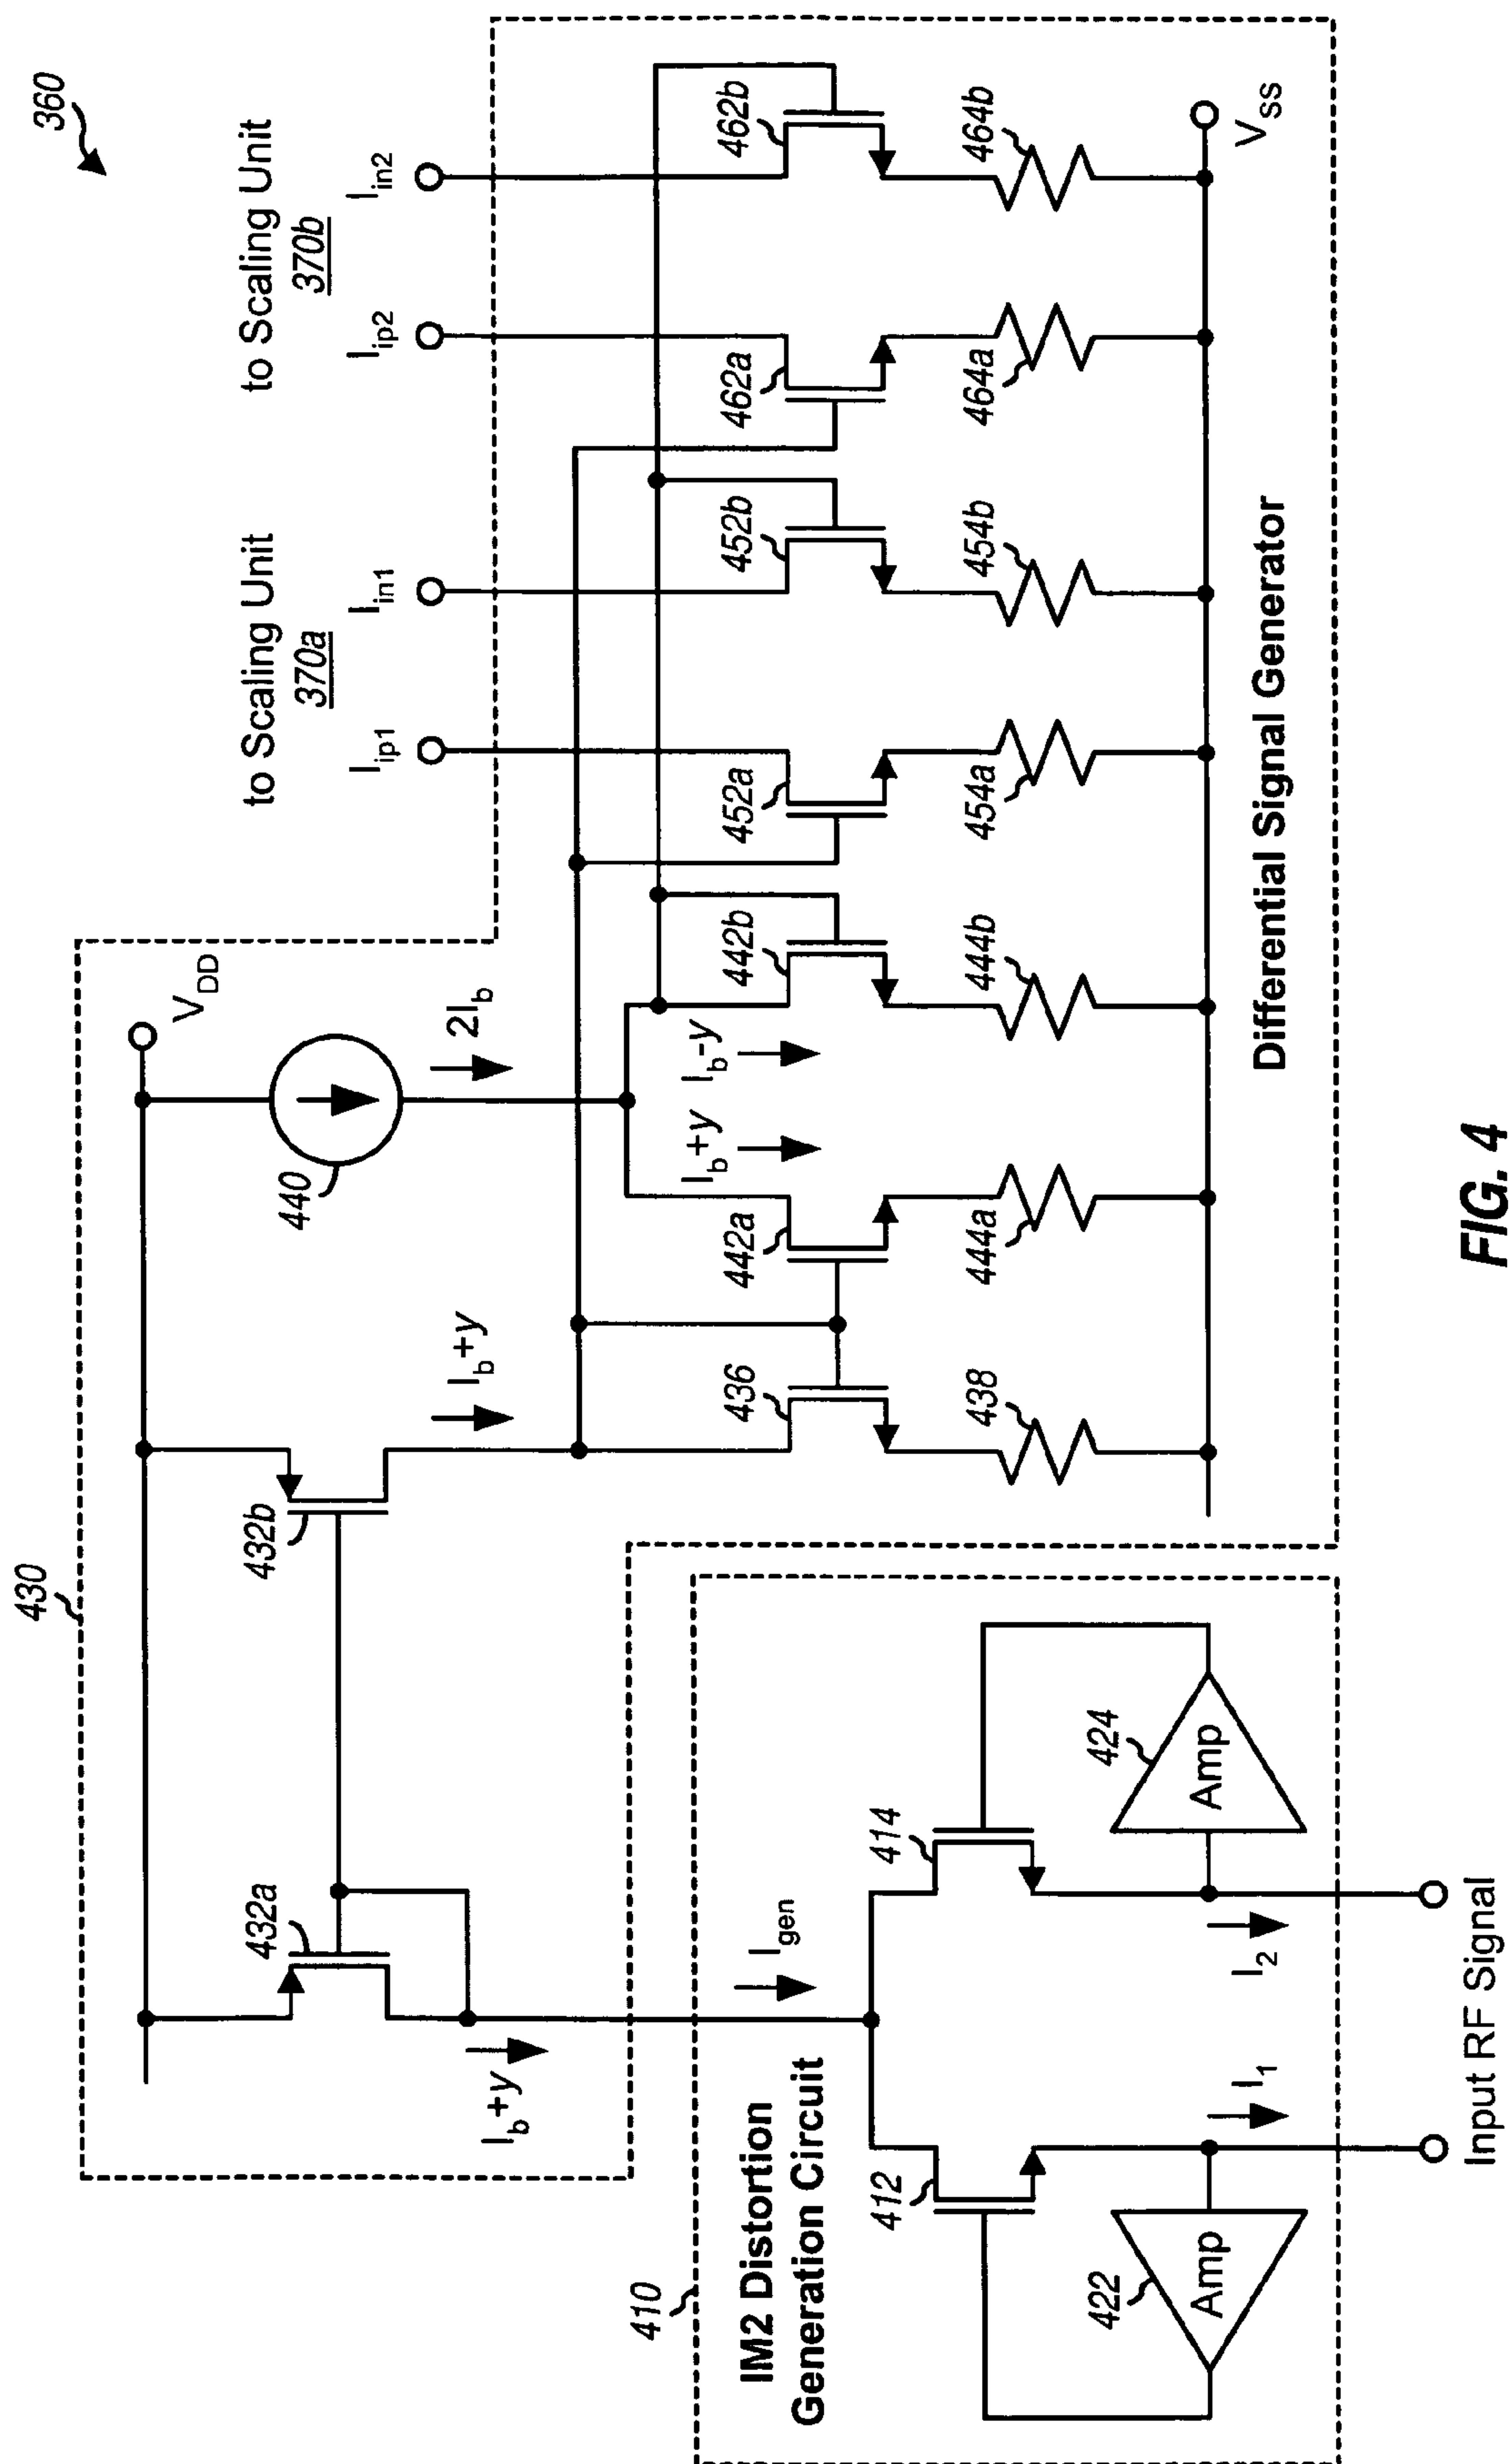 360
430
to Scaling Unit
370a
to Scaling Unit
370b
I_ip1
I_in1
I_ip2
I_in2
V_DD
432a
432b
440
I_b+y
I_b+y
2I_b
I_b+y
I_b-y
436
442a
442b
452a
452b
462a
462b
438
444a
444b
454a
454b
464a
464b
V_SS
Differential Signal Generator
410
IM2 Distortion
Generation Circuit
I_gen
412
414
422
Amp
424
Amp
I_1
I_2
Input RF Signal
FIG. 4